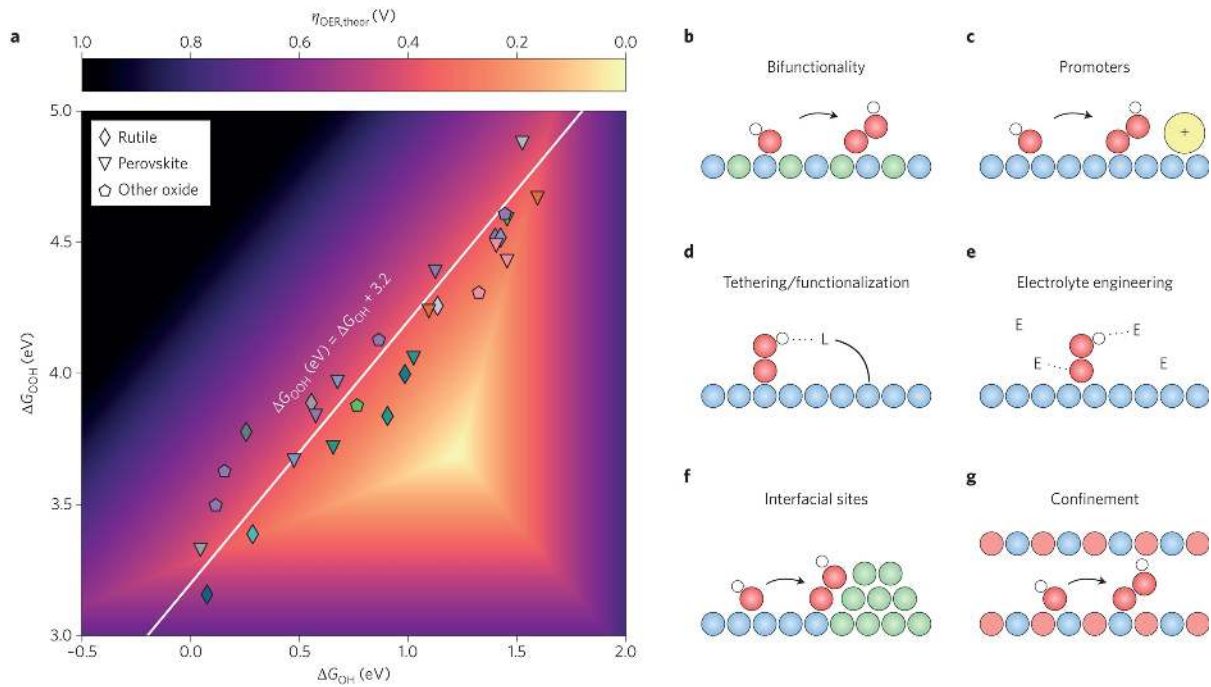 a
η_OER,theor (V)
1.0 0.8 0.6 0.4 0.2 0.0
5.0
4.5
4.0
3.5
3.0
ΔG_OOH (eV)
Rutile
Perovskite
Other oxide
ΔG_OOH (eV) = ΔG_OH + 3.2
−0.5 0.0 0.5 1.0 1.5 2.0
ΔG_OH (eV)
b
Bifunctionality
c
Promoters
+
d
Tethering/functionalization
L
e
Electrolyte engineering
E
E
E
E
f
Interfacial sites
g
Confinement